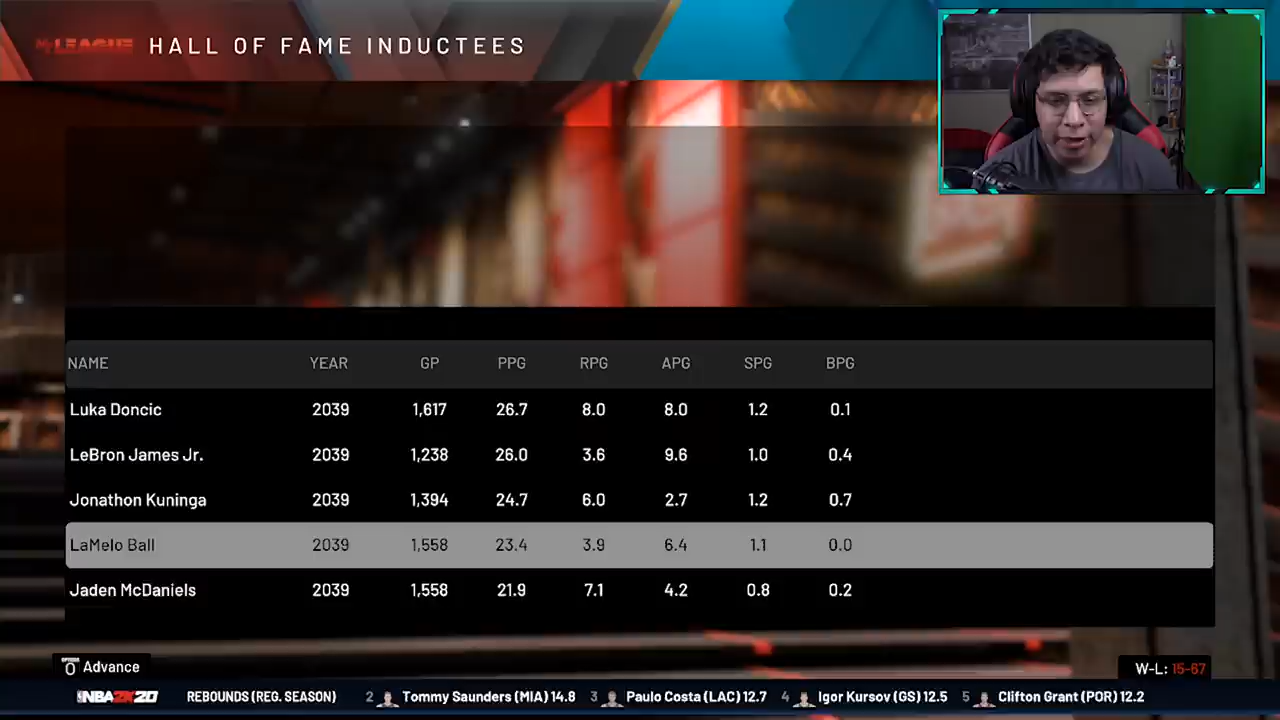 MyLEAGUE HALL OF FAME INDUCTEES
NAME YEAR GP PPG RPG APG SPG BPG
Luka Doncic 2039 1,617 26.7 8.0 8.0 1.2 0.1
LeBron James Jr. 2039 1,238 26.0 3.6 9.6 1.0 0.4
Jonathon Kuninga 2039 1,394 24.7 6.0 2.7 1.2 0.7
LaMelo Ball 2039 1,558 23.4 3.9 6.4 1.1 0.0
Jaden McDaniels 2039 1,558 21.9 7.1 4.2 0.8 0.2
OPTIONS Advance
W-L: 15-67
NBA2K20 REBOUNDS (REG. SEASON) 2 Tommy Saunders (MIA) 14.8 3 Paulo Costa (LAC) 12.7 4 Igor Kursov (GS) 12.5 5 Clifton Grant (POR) 12.2